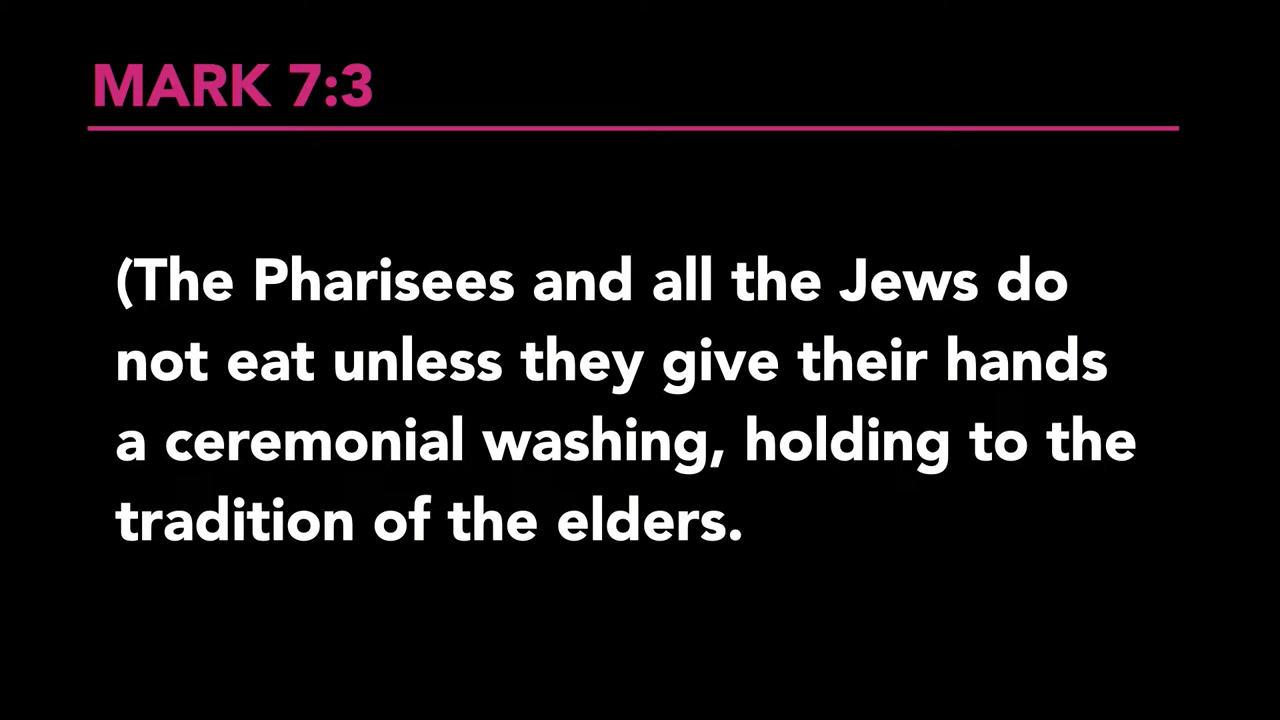 MARK 7:3
(The Pharisees and all the Jews do
not eat unless they give their hands
a ceremonial washing, holding to the
tradition of the elders.